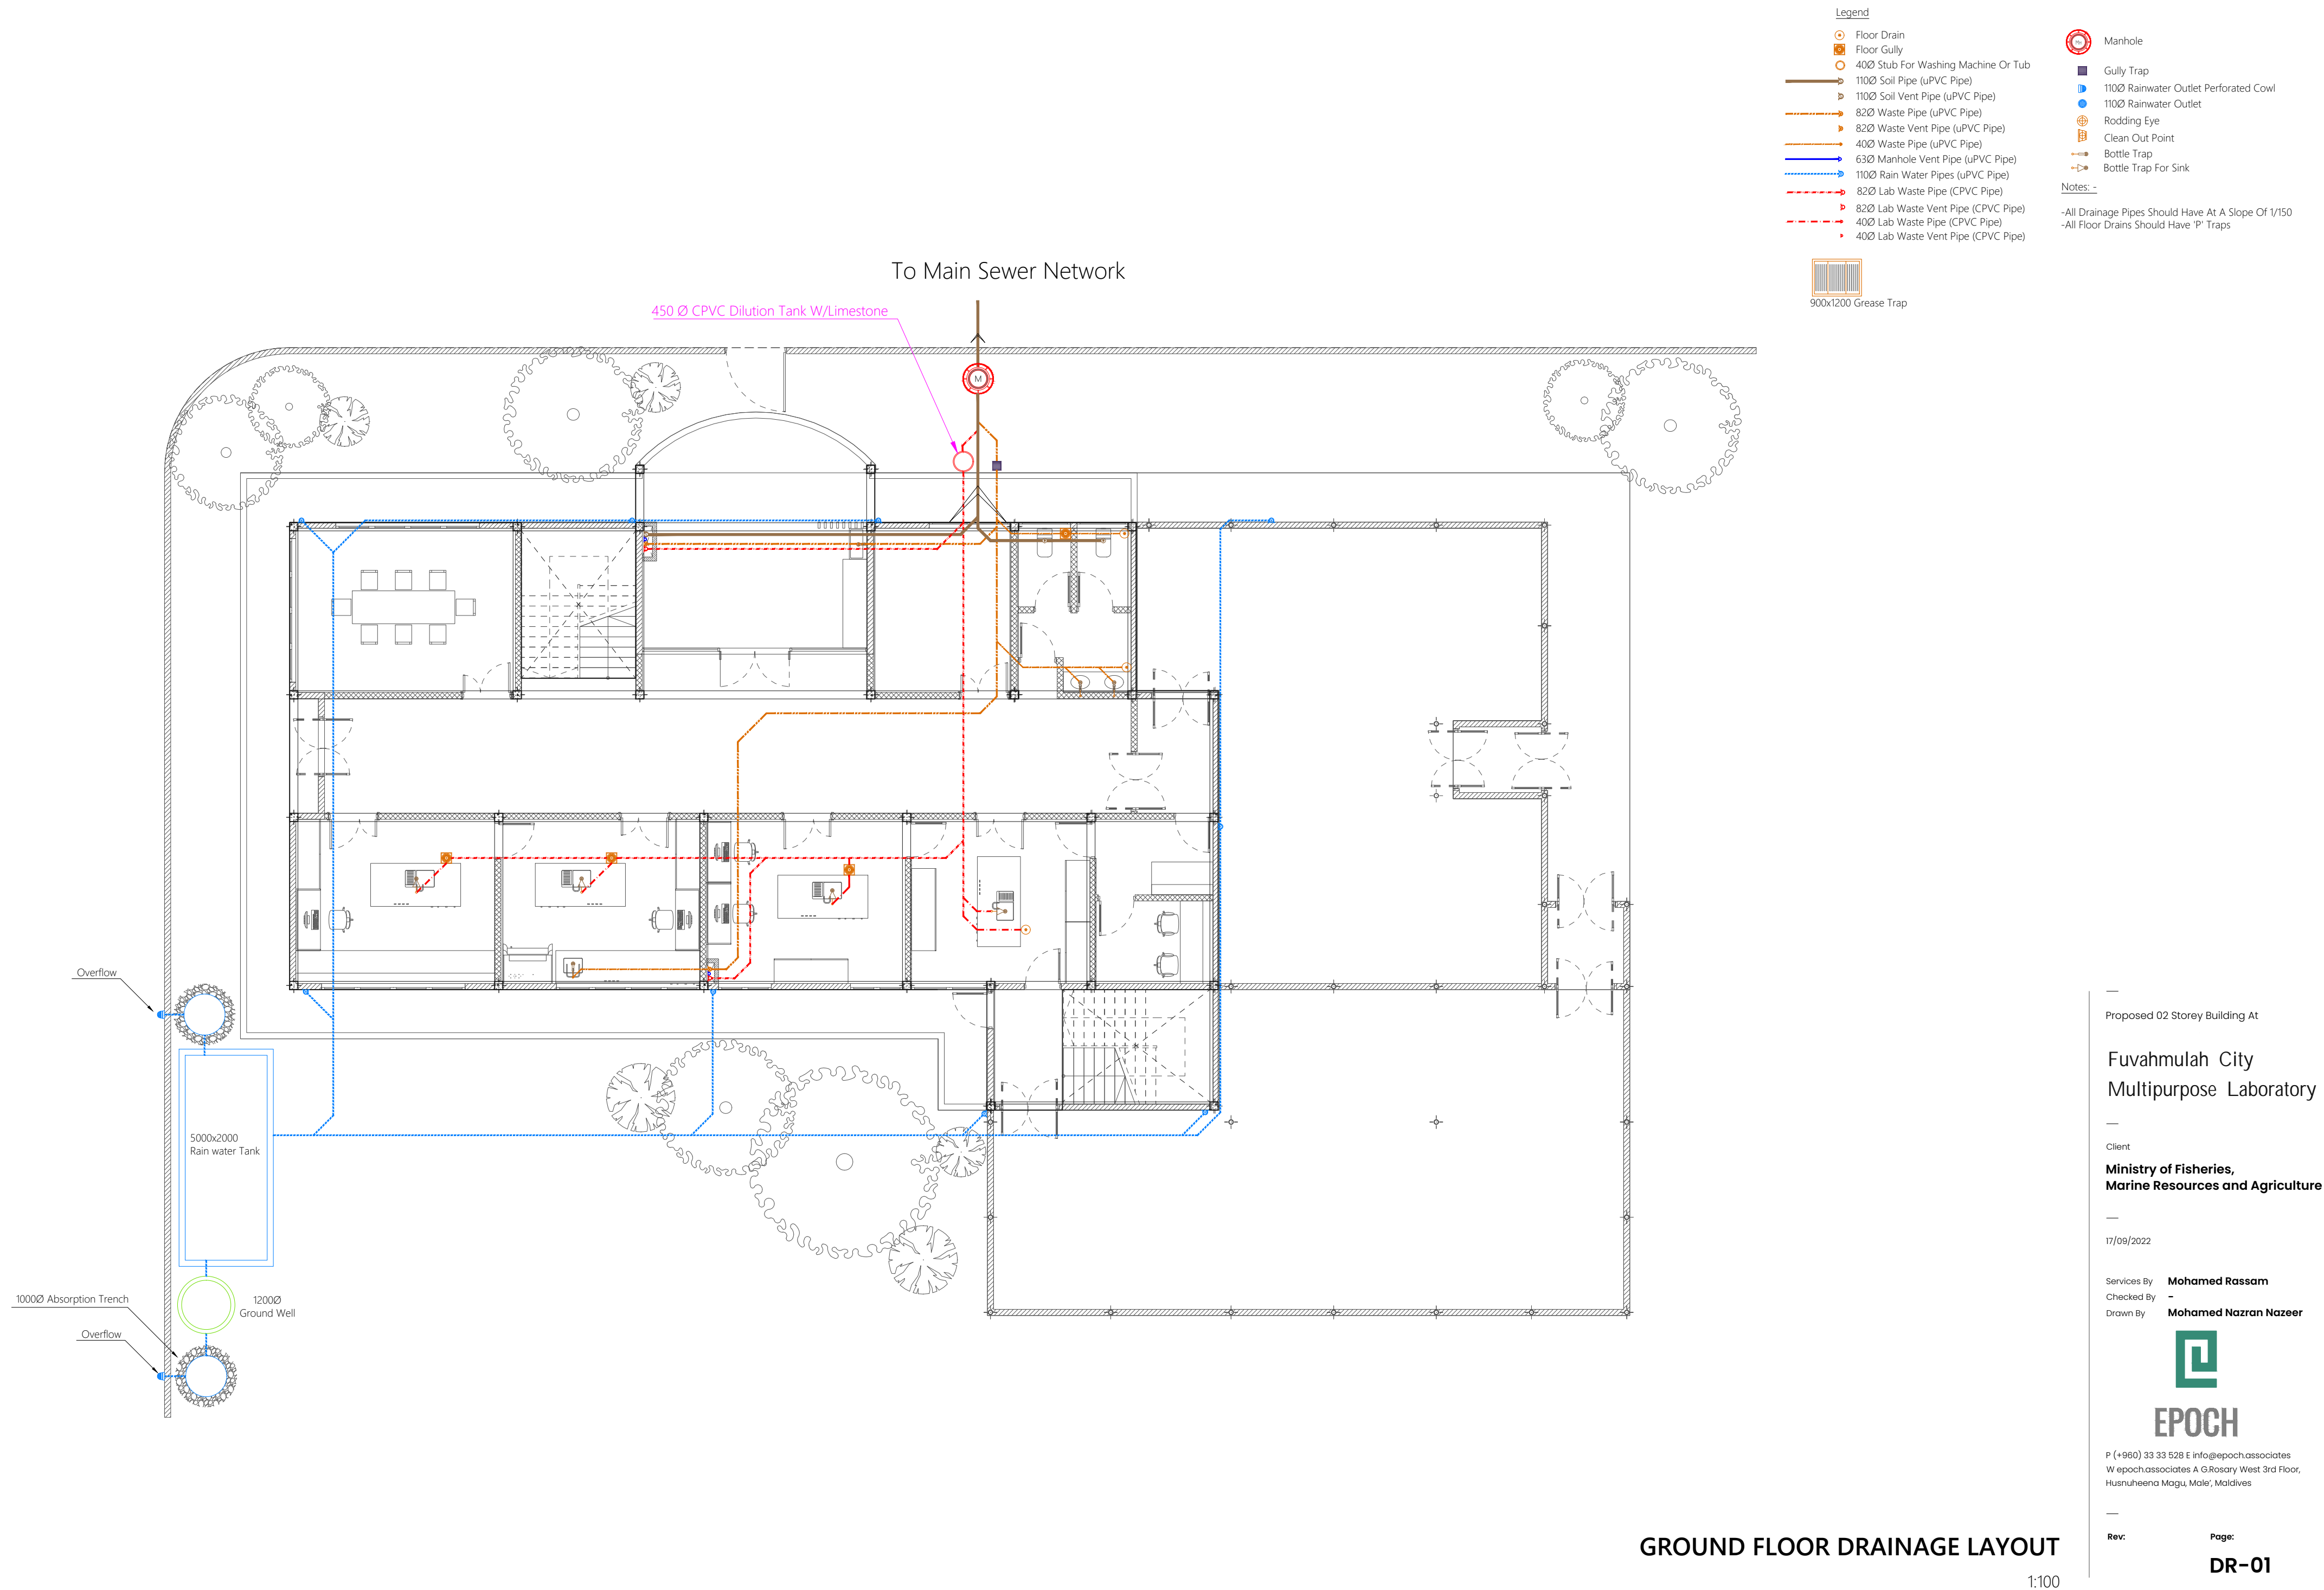 Legend
Floor Drain
Floor Gully
40Ø Stub For Washing Machine Or Tub
110Ø Soil Pipe (uPVC Pipe)
110Ø Soil Vent Pipe (uPVC Pipe)
82Ø Waste Pipe (uPVC Pipe)
82Ø Waste Vent Pipe (uPVC Pipe)
40Ø Waste Pipe (uPVC Pipe)
63Ø Manhole Vent Pipe (uPVC Pipe)
110Ø Rain Water Pipes (uPVC Pipe)
82Ø Lab Waste Pipe (CPVC Pipe)
82Ø Lab Waste Vent Pipe (CPVC Pipe)
40Ø Lab Waste Pipe (CPVC Pipe)
40Ø Lab Waste Vent Pipe (CPVC Pipe)
900x1200 Grease Trap
Manhole
Gully Trap
110Ø Rainwater Outlet Perforated Cowl
110Ø Rainwater Outlet
Rodding Eye
Clean Out Point
Bottle Trap
Bottle Trap For Sink
Notes: -
-All Drainage Pipes Should Have At A Slope Of 1/150
-All Floor Drains Should Have 'P' Traps
To Main Sewer Network
450 Ø CPVC Dilution Tank W/Limestone
M
Overflow
5000x2000
Rain water Tank
1000Ø Absorption Trench
1200Ø
Ground Well
Overflow
Proposed 02 Storey Building At
Fuvahmulah City
Multipurpose Laboratory
Client
Ministry of Fisheries,
Marine Resources and Agriculture
17/09/2022
Services By Mohamed Rassam
Checked By -
Drawn By Mohamed Nazran Nazeer
EPOCH
P (+960) 33 33 528 E info@epoch.associates
W epoch.associates A G.Rosary West 3rd Floor,
Husnuheena Magu, Male', Maldives
Rev: Page:
DR-01
GROUND FLOOR DRAINAGE LAYOUT
1:100